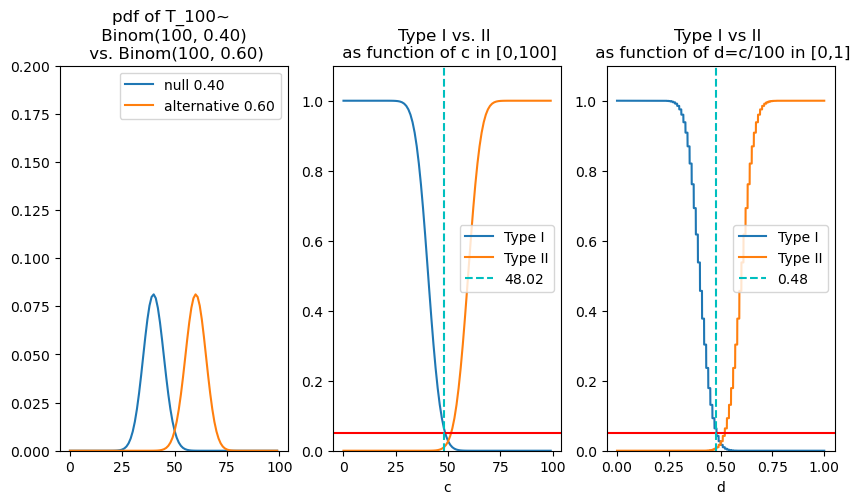 pdf of T_100~
Binom(100, 0.40)
vs. Binom(100, 0.60)
0.200
0.175
0.150
0.125
0.100
0.075
0.050
0.025
0.000
null 0.40
alternative 0.60
0
25
50
75
100
Type I vs. II
as function of c in [0,100]
1.0
0.8
0.6
0.4
0.2
0.0
Type I
Type II
48.02
0
25
50
75
100
c
Type I vs II
as function of d=c/100 in [0,1]
1.0
0.8
0.6
0.4
0.2
0.0
Type I
Type II
0.48
0.00
0.25
0.50
0.75
1.00
d